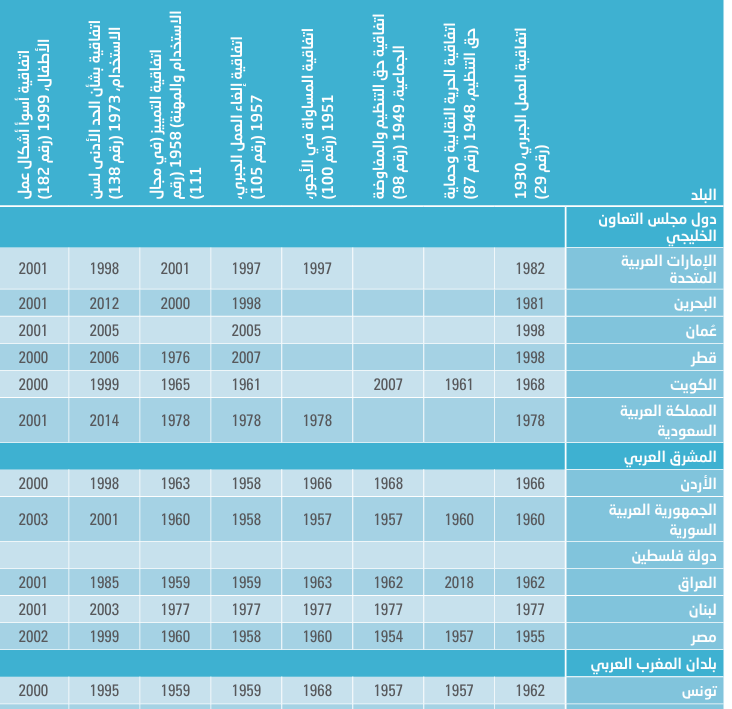 البلد
اتفاقية العمل الجبري، 1930
(رقم 29)
اتفاقية الحرية النقابية وحماية
حق التنظيم، 1948 (رقم 87)
اتفاقية حق التنظيم والمفاوضة
الجماعية، 1949 (رقم 98)
اتفاقية المساواة في الأجور،
1951 (رقم 100)
اتفاقية إلغاء العمل الجبري،
1957 (رقم 105)
اتفاقية التمييز (في مجال
الاستخدام والمهنة) 1958 (رقم
111)
اتفاقية بشأن الحد الأدنى لسن
الاستخدام، 1973 (رقم 138)
اتفاقية أسوأ أشكال عمل
الأطفال، 1999 (رقم 182)
دول مجلس التعاون
الخليجي
الإمارات العربية
المتحدة
1982 1997 1997 2001 1998 2001
البحرين 1981 1998 2000 2012 2001
عُمان 1998 2005 2005 2001
قطر 1998 2007 1976 2006 2000
الكويت 1968 1961 2007 1961 1965 1999 2000
المملكة العربية
السعودية
1978 1978 1978 1978 2014 2001
المشرق العربي
الأردن 1966 1968 1966 1958 1963 1998 2000
الجمهورية العربية
السورية
1960 1960 1957 1957 1958 1960 2001 2003
دولة فلسطين
العراق 1962 2018 1962 1963 1959 1959 1985 2001
لبنان 1977 1977 1977 1977 1977 2003 2001
مصر 1955 1957 1954 1960 1958 1960 1999 2002
بلدان المغرب العربي
تونس 1962 1957 1957 1968 1959 1959 1995 2000